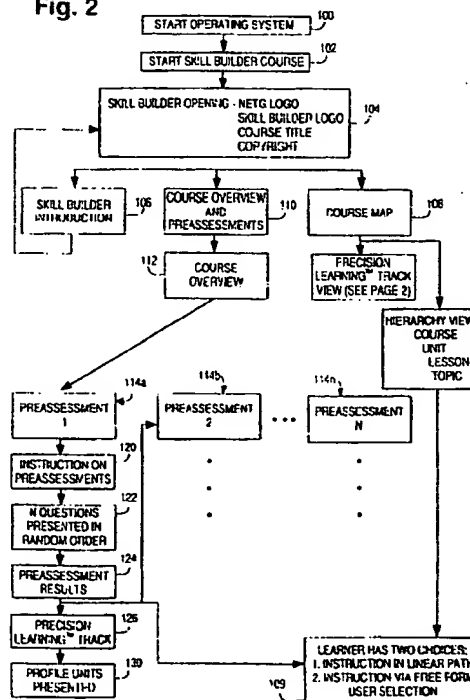 Fig. 2
START OPERATING SYSTEM
100
START SKILL BUILDER COURSE
102
SKILL BUILDER OPENING - NETG LOGO
SKILL BUILDER LOGO
COURSE TITLE
COPYRIGHT
104
SKILL BUILDER
INTRODUCTION
106
COURSE OVERVIEW
AND
PREASSESSMENTS
110
COURSE MAP
108
112
COURSE
OVERVIEW
PRECISION
LEARNING™ TRACK
VIEW (SEE PAGE 2)
HIERARCHY VIEW
COURSE
UNIT
LESSON
TOPIC
114a
PREASSESSMENT
1
114b
PREASSESSMENT
2
114n
PREASSESSMENT
N
120
INSTRUCTION ON
PREASSESSMENTS
122
N QUESTIONS
PRESENTED IN
RANDOM ORDER
124
PREASSESSMENT
RESULTS
126
PRECISION
LEARNING™ TRACK
130
PROFILE UNITS
PRESENTED
109
LEARNER HAS TWO CHOICES:
1. INSTRUCTION IN LINEAR PATH
2. INSTRUCTION VIA FREE FORM
USER SELECTION